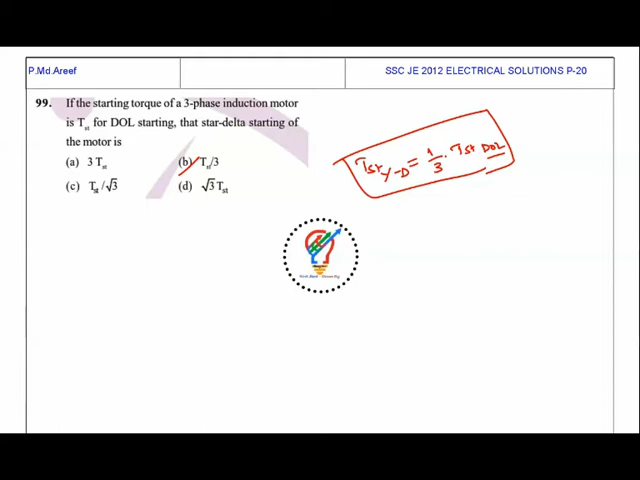 P.Md.Areef
SSC JE 2012 ELECTRICAL SOLUTIONS P-20
99. If the starting torque of a 3-phase induction motor
is Tst for DOL starting, that star-delta starting of
the motor is
(a) 3 Tst (b) Tst/3
(c) Tst/√3 (d) √3 Tst
Tst Y-D = 1/3 . Tst DOL